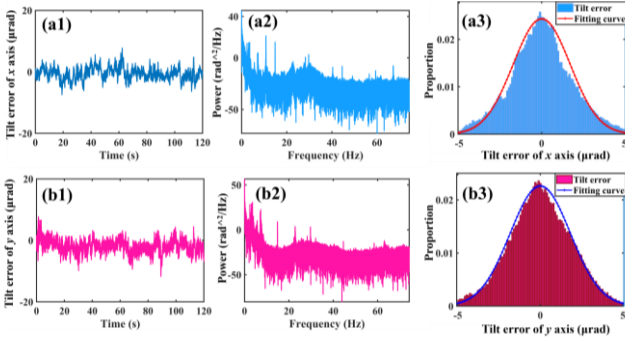 (a1)
Tilt error of x axis (μrad)
20
0
-20
0 20 40 60 80 100 120
Time (s)
(a2)
Power (rad^2/Hz)
40
0
-50
0 20 40 60
Frequency (Hz)
(a3)
Tilt error
Fitting curve
Proportion
0.02
0.01
0
-5 0 5
Tilt error of x axis (μrad)
(b1)
Tilt error of y axis (μrad)
20
0
-20
0 20 40 60 80 100 120
Time (s)
(b2)
Power (rad^2/Hz)
50
0
-50
0 20 40 60
Frequency (Hz)
(b3)
Tilt error
Fitting curve
Proportion
0.02
0.01
0
-5 0 5
Tilt error of y axis (μrad)